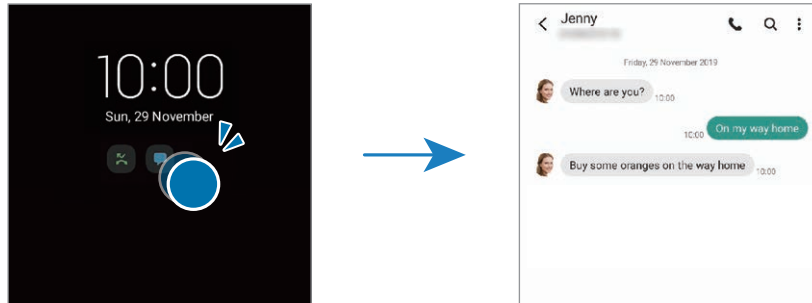 10:00
Sun, 29 November
Jenny
Friday, 29 November 2019
Where are you?
10:00
10:00
On my way home
Buy some oranges on the way home
10:00